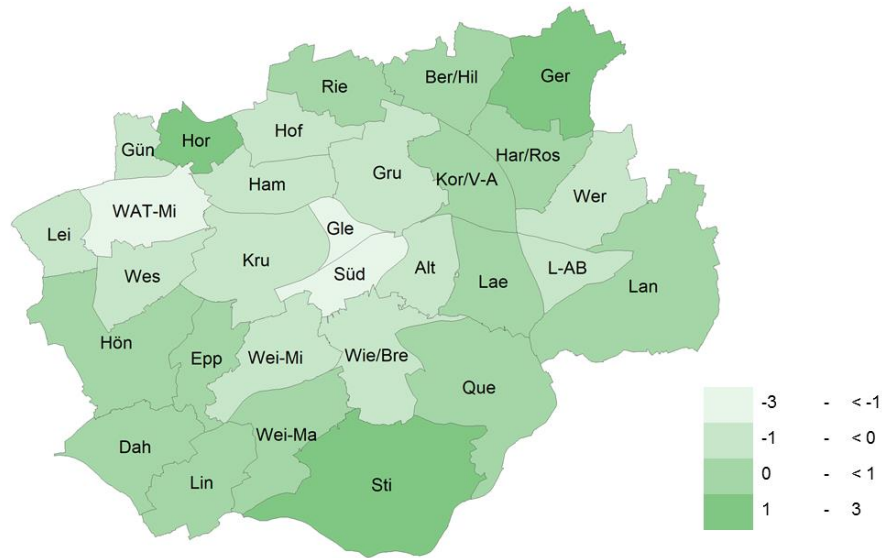 Rie
Ber/Hil
Ger
Gün
Hor
Hof
Ham
Gru
Kor/V-A
Har/Ros
Wer
Lei
WAT-Mi
Wes
Kru
Gle
Süd
Alt
Lae
L-AB
Lan
Hön
Epp
Wei-Mi
Wie/Bre
Que
Dah
Lin
Wei-Ma
Sti
-3 - < -1
-1 - < 0
0 - < 1
1 - 3